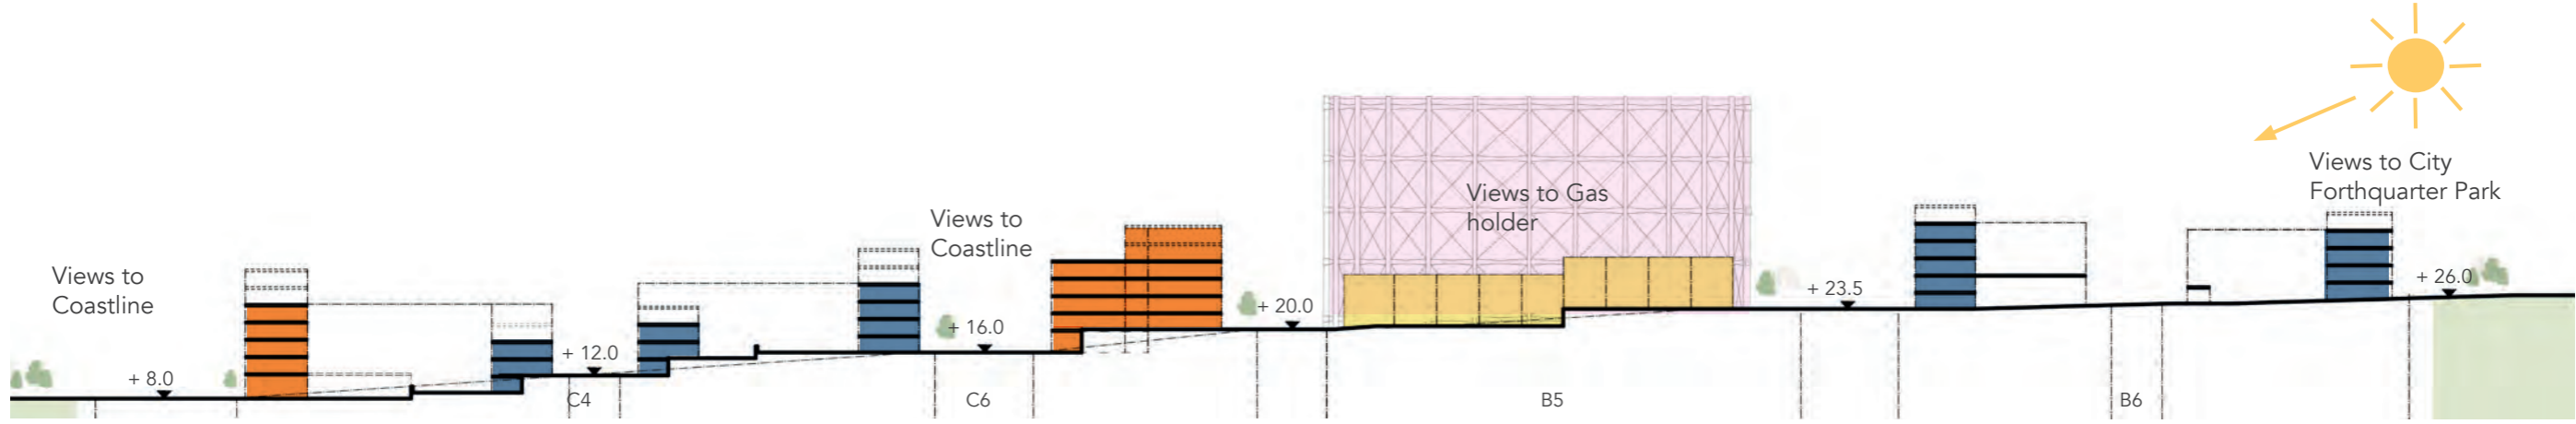 Views to
Coastline
+ 8.0
+ 12.0
C4
Views to
Coastline
+ 16.0
C6
+ 20.0
Views to Gas
holder
B5
+ 23.5
B6
Views to City
Forthquarter Park
+ 26.0